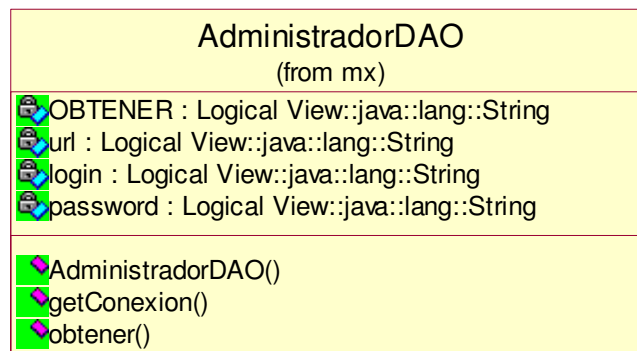 AdministradorDAO
(from mx)
OBTENER : Logical View::java::lang::String
url : Logical View::java::lang::String
login : Logical View::java::lang::String
password : Logical View::java::lang::String
AdministradorDAO()
getConexion()
obtener()